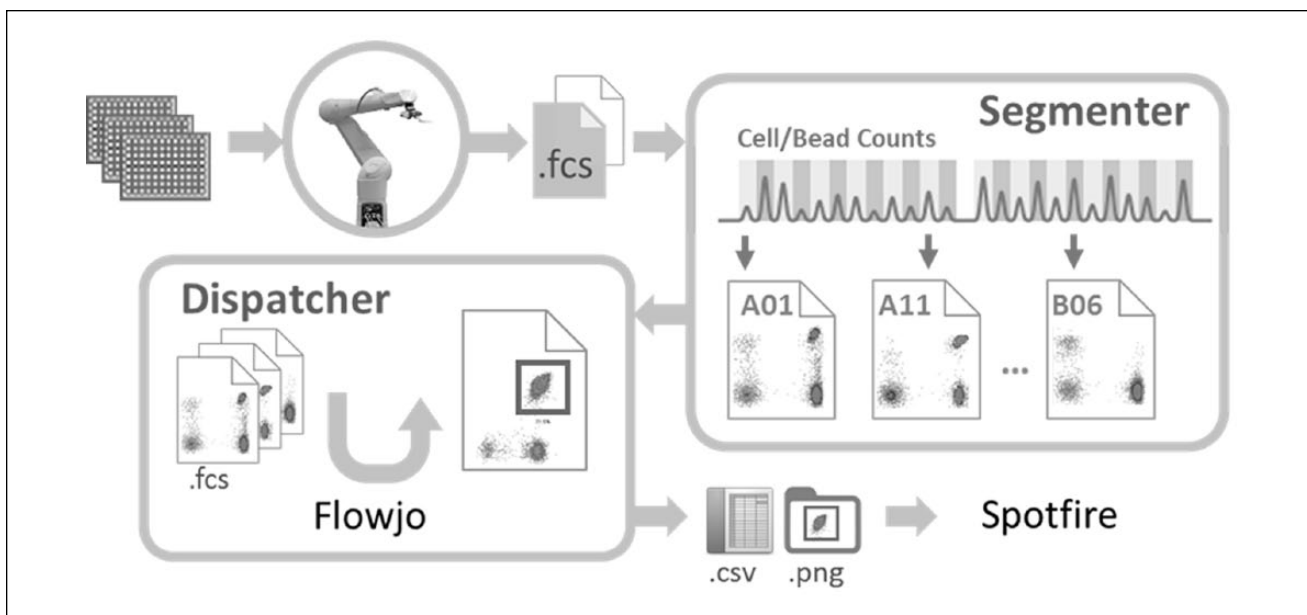 Segmenter
Cell/Bead Counts
.fcs
A01
A11
B06
...
Dispatcher
.fcs
Flowjo
.csv
.png
Spotfire